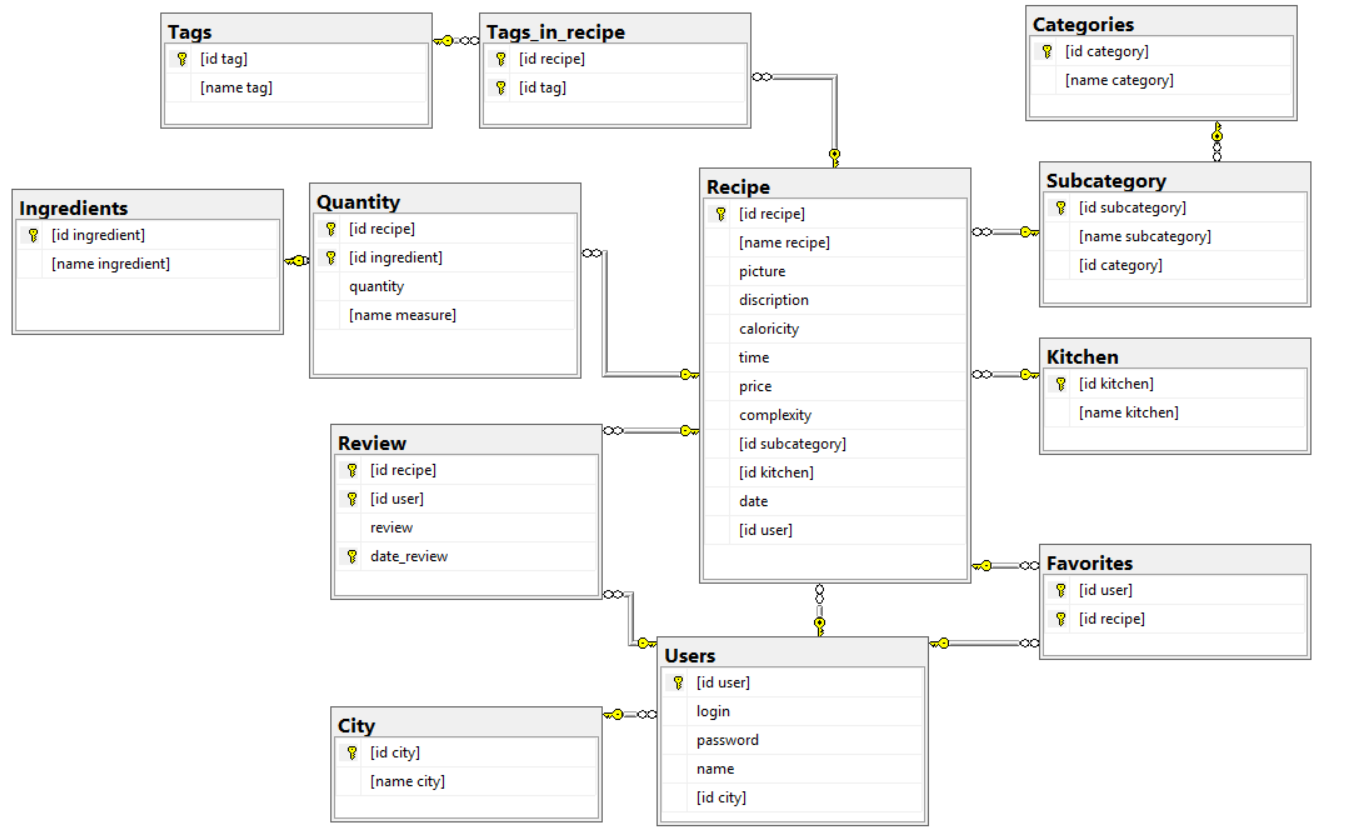 Tags
[id tag]
[name tag]
Tags_in_recipe
[id recipe]
[id tag]
Categories
[id category]
[name category]
Ingredients
[id ingredient]
[name ingredient]
Quantity
[id recipe]
[id ingredient]
quantity
[name measure]
Recipe
[id recipe]
[name recipe]
picture
discription
caloricity
time
price
complexity
[id subcategory]
[id kitchen]
date
[id user]
Subcategory
[id subcategory]
[name subcategory]
[id category]
Kitchen
[id kitchen]
[name kitchen]
Review
[id recipe]
[id user]
review
date_review
Favorites
[id user]
[id recipe]
Users
[id user]
login
password
name
[id city]
City
[id city]
[name city]